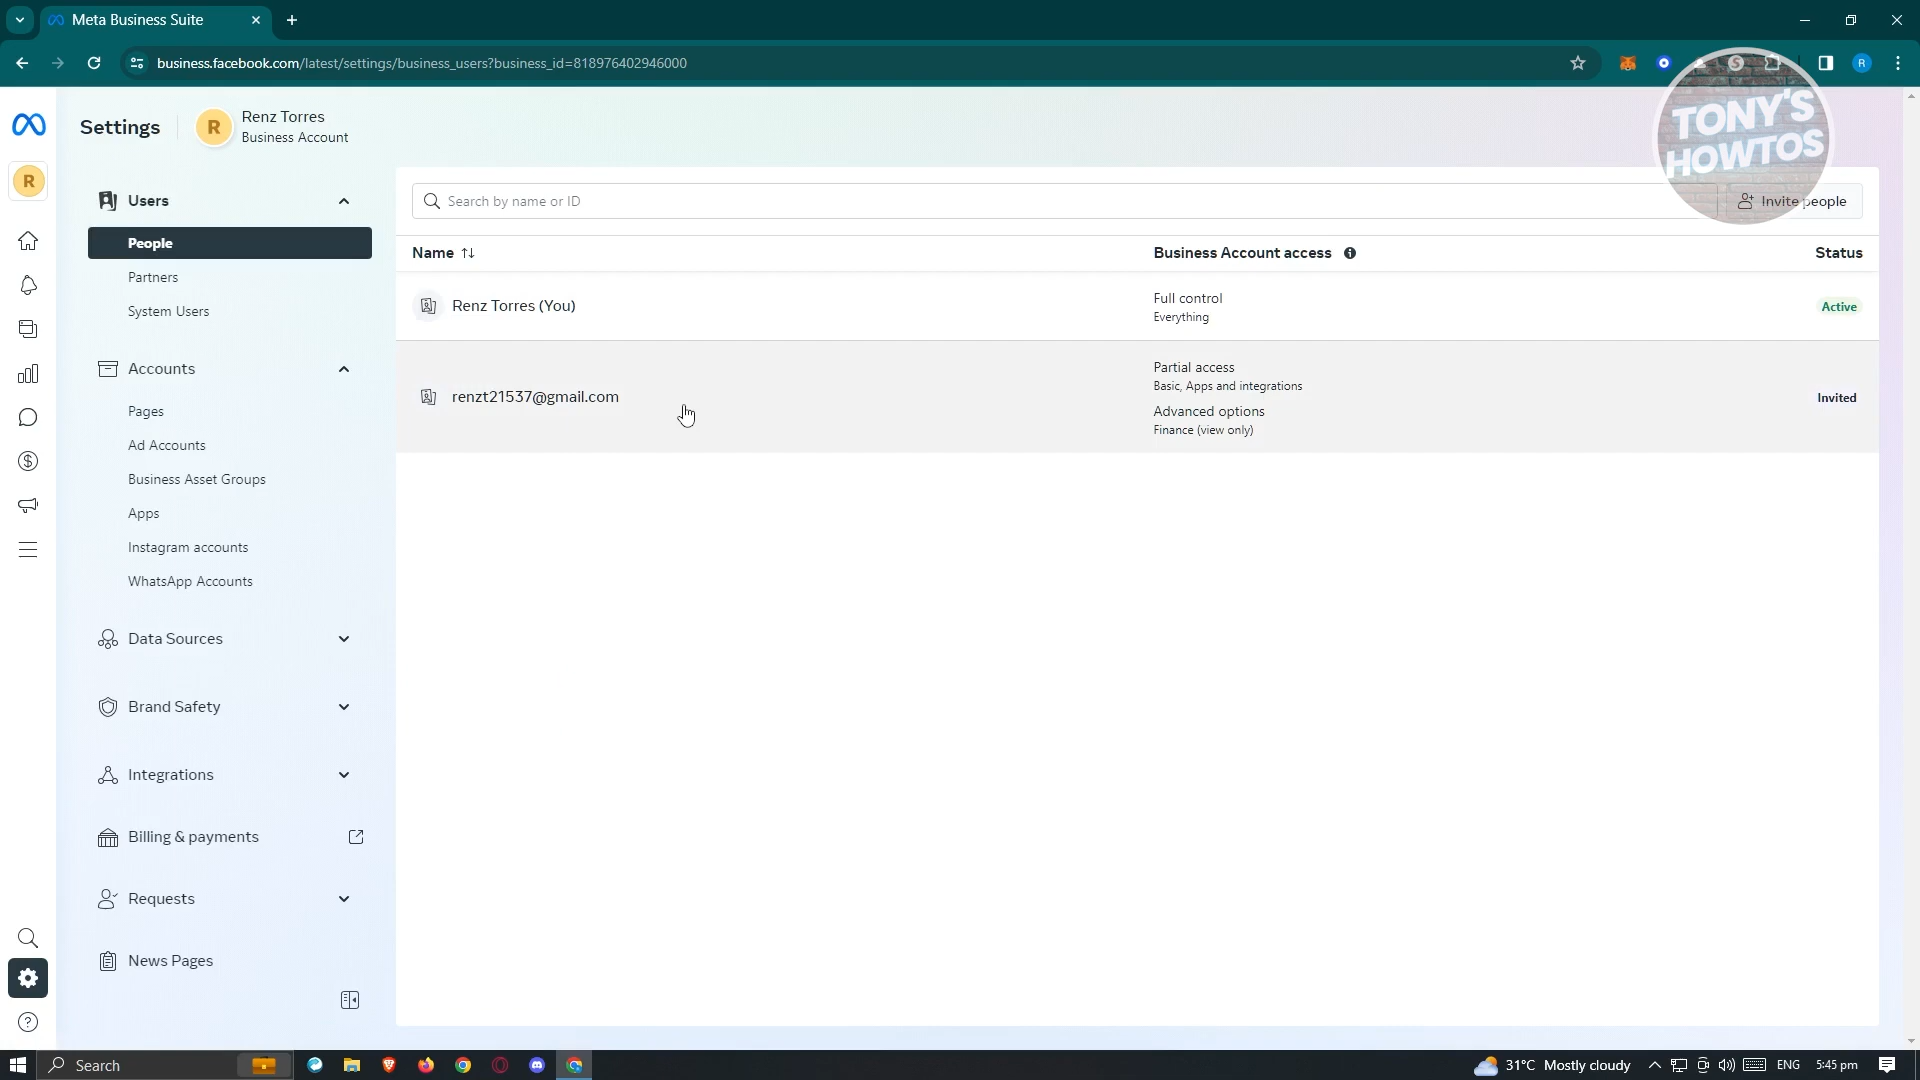 Meta Business Suite
business.facebook.com/latest/settings/business_users?business_id=818976402946000
R
Settings
R
Renz Torres
Business Account
TONY'S
HOWTOS
R
Users
People
Partners
System Users
Accounts
Pages
Ad Accounts
Business Asset Groups
Apps
Instagram accounts
WhatsApp Accounts
Data Sources
Brand Safety
Integrations
Billing & payments
Requests
News Pages
Search by name or ID
Invite people
Name
Business Account access
Status
Renz Torres (You)
Full control
Everything
Active
renzt21537@gmail.com
Partial access
Basic, Apps and integrations
Advanced options
Finance (view only)
Invited
Search
31°C Mostly cloudy
ENG
5:45 pm